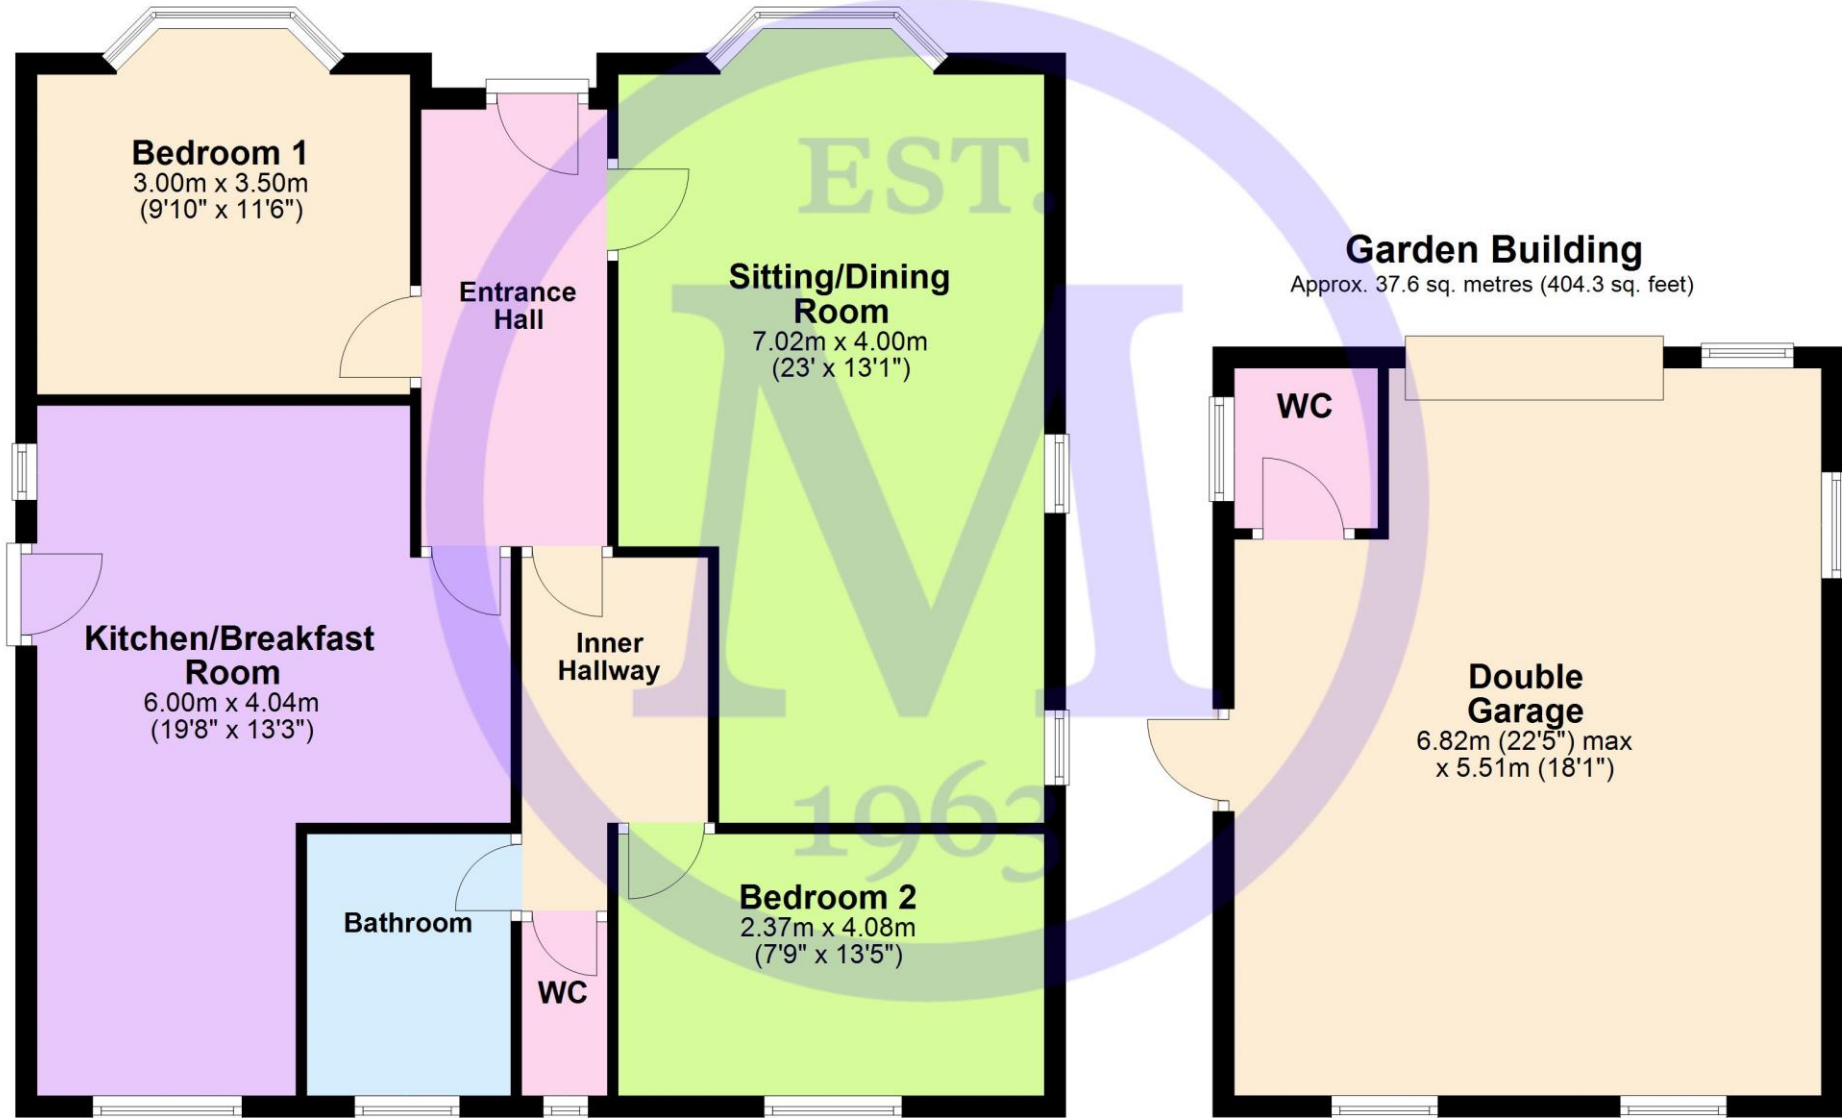 Bedroom 1
3.00m x 3.50m
(9'10" x 11'6")
Entrance
Hall
EST.
Sitting/Dining
Room
7.02m x 4.00m
(23' x 13'1")
M
1963
Kitchen/Breakfast
Room
6.00m x 4.04m
(19'8" x 13'3")
Inner
Hallway
Bathroom
WC
Bedroom 2
2.37m x 4.08m
(7'9" x 13'5")
Garden Building
Approx. 37.6 sq. metres (404.3 sq. feet)
WC
Double
Garage
6.82m (22'5") max
x 5.51m (18'1")